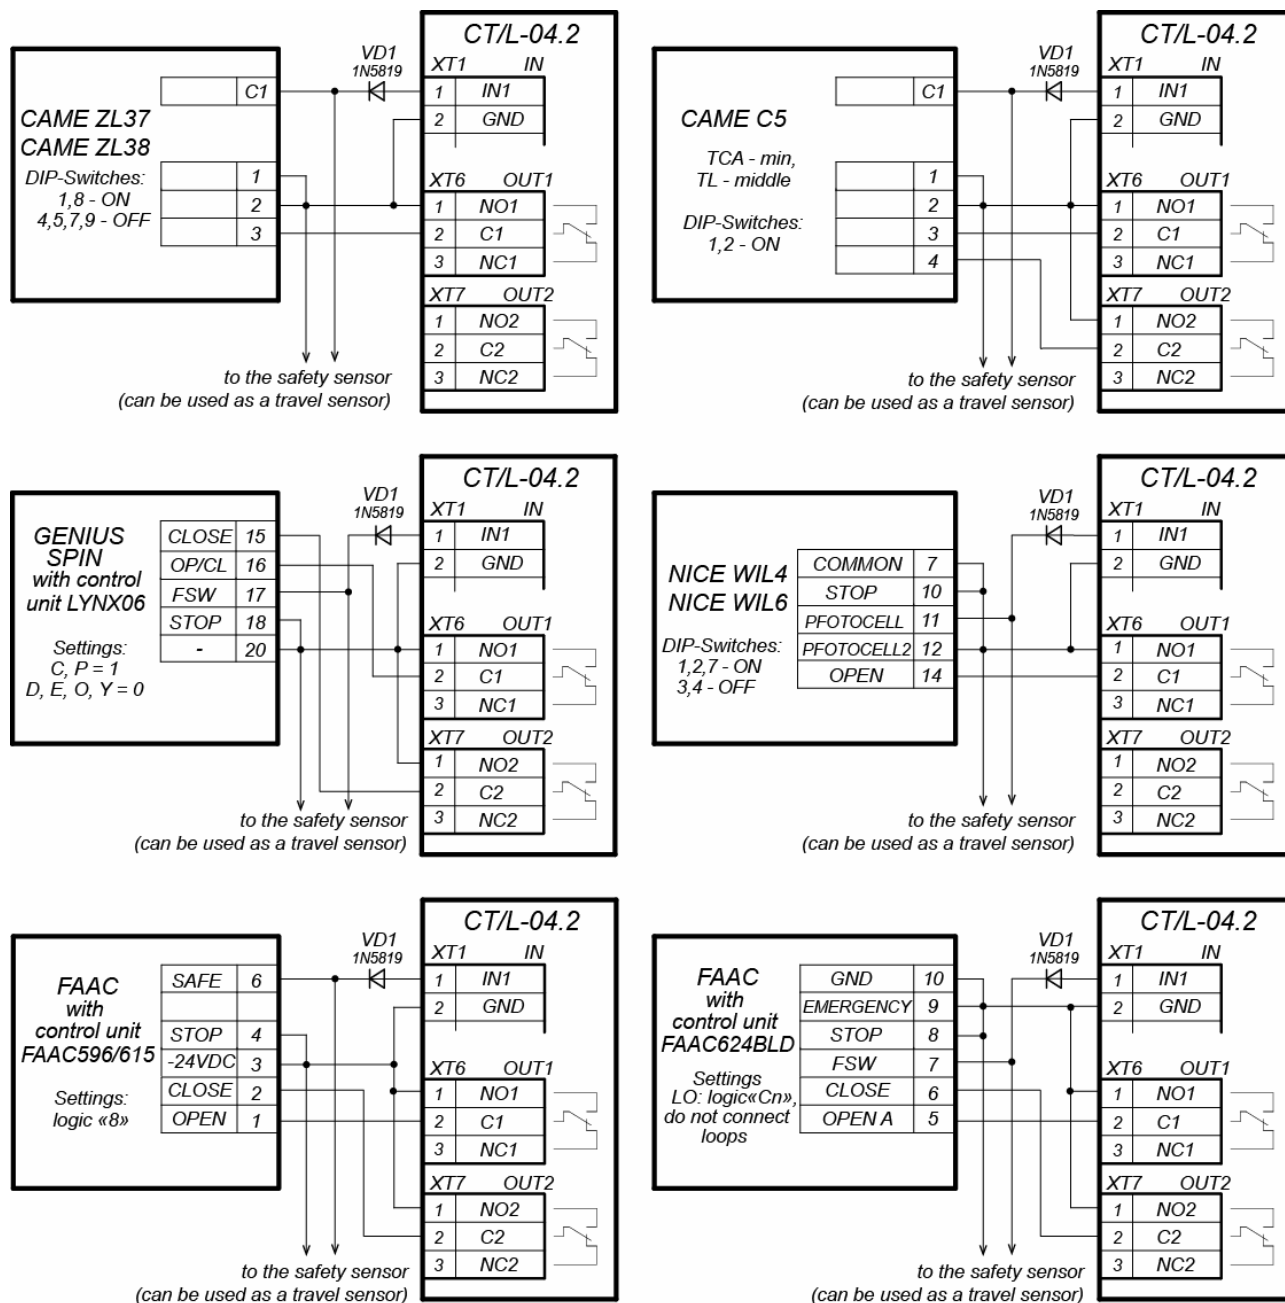 CT/L-04.2
VD1
1N5819
XT1 IN
C1
1 IN1
2 GND
CAME ZL37
CAME ZL38
DIP-Switches:
1,8 - ON
4,5,7,9 - OFF
1
2
3
XT6 OUT1
1 NO1
2 C1
3 NC1
XT7 OUT2
1 NO2
2 C2
3 NC2
to the safety sensor
(can be used as a travel sensor)
CT/L-04.2
VD1
1N5819
XT1 IN
C1
1 IN1
2 GND
CAME C5
TCA - min,
TL - middle
DIP-Switches:
1,2 - ON
1
2
3
4
XT6 OUT1
1 NO1
2 C1
3 NC1
XT7 OUT2
1 NO2
2 C2
3 NC2
to the safety sensor
(can be used as a travel sensor)
CT/L-04.2
VD1
1N5819
XT1 IN
1 IN1
2 GND
GENIUS
SPIN
with control
unit LYNX06
Settings:
C, P = 1
D, E, O, Y = 0
CLOSE 15
OP/CL 16
FSW 17
STOP 18
- 20
XT6 OUT1
1 NO1
2 C1
3 NC1
XT7 OUT2
1 NO2
2 C2
3 NC2
to the safety sensor
(can be used as a travel sensor)
CT/L-04.2
VD1
1N5819
XT1 IN
1 IN1
2 GND
NICE WIL4
NICE WIL6
DIP-Switches:
1,2,7 - ON
3,4 - OFF
COMMON 7
STOP 10
PFOTOCELL 11
PFOTOCELL2 12
OPEN 14
XT6 OUT1
1 NO1
2 C1
3 NC1
XT7 OUT2
1 NO2
2 C2
3 NC2
to the safety sensor
(can be used as a travel sensor)
CT/L-04.2
VD1
1N5819
XT1 IN
1 IN1
2 GND
FAAC
with
control unit
FAAC596/615
Settings:
logic «8»
SAFE 6
STOP 4
-24VDC 3
CLOSE 2
OPEN 1
XT6 OUT1
1 NO1
2 C1
3 NC1
XT7 OUT2
1 NO2
2 C2
3 NC2
to the safety sensor
(can be used as a travel sensor)
CT/L-04.2
VD1
1N5819
XT1 IN
1 IN1
2 GND
FAAC
with
control unit
FAAC624BLD
Settings
LO: logic«Cn»,
do not connect
loops
GND 10
EMERGENCY 9
STOP 8
FSW 7
CLOSE 6
OPEN A 5
XT6 OUT1
1 NO1
2 C1
3 NC1
XT7 OUT2
1 NO2
2 C2
3 NC2
to the safety sensor
(can be used as a travel sensor)